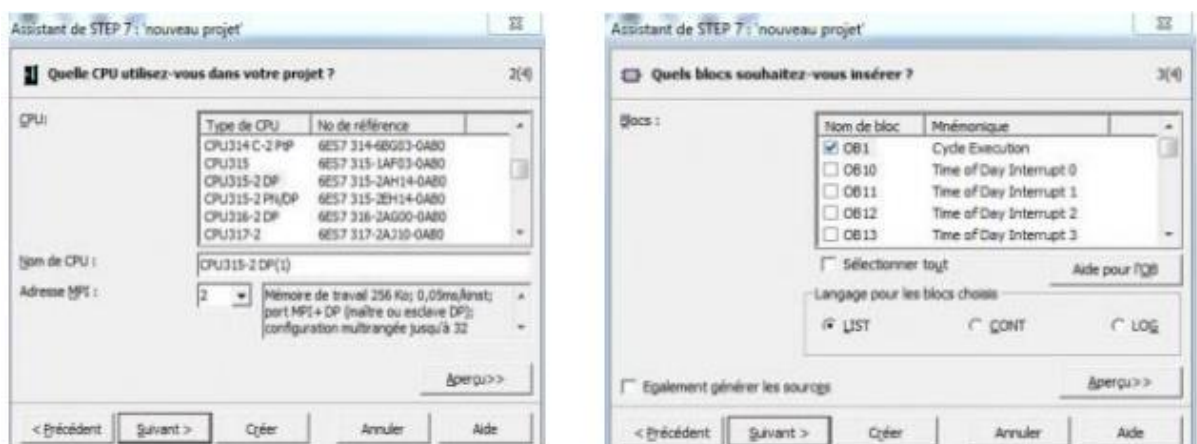 Assistant de STEP 7 : 'nouveau projet'
Quelle CPU utilisez-vous dans votre projet ? 2(4)
CPU:
Type de CPU No de référence
CPU314 C-2 PtP 6ES7 314-6BG03-0AB0
CPU315 6ES7 315-1AF03-0AB0
CPU315-2 DP 6ES7 315-2AH14-0AB0
CPU315-2 PN/DP 6ES7 315-2EH14-0AB0
CPU316-2 DP 6ES7 316-2AG00-0AB0
CPU317-2 6ES7 317-2AJ10-0AB0
Nom de CPU : CPU315-2 DP(1)
Adresse MPI : 2
Mémoire de travail 256 Ko; 0,05ms/kinst;
port MPI+ DP (maître ou esclave DP);
configuration multirangée jusqu'à 32
Aperçu>>
< Précédent Suivant > Créer Annuler Aide
Assistant de STEP 7 : 'nouveau projet'
Quels blocs souhaitez-vous insérer ? 3(4)
Blocs :
Nom de bloc Mnémonique
OB1 Cycle Execution
OB10 Time of Day Interrupt 0
OB11 Time of Day Interrupt 1
OB12 Time of Day Interrupt 2
OB13 Time of Day Interrupt 3
Sélectionner tout Aide pour l'OB
Langage pour les blocs choisis
LIST CONT LOG
Egalement générer les sources Aperçu>>
< Précédent Suivant > Créer Annuler Aide